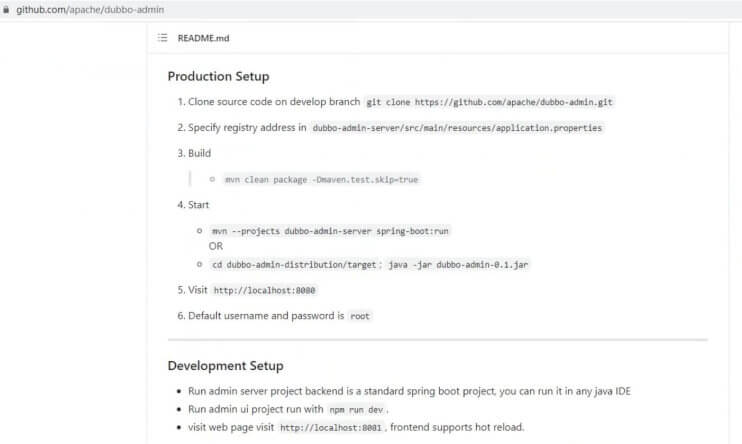 github.com/apache/dubbo-admin
README.md
Production Setup
1. Clone source code on develop branch git clone https://github.com/apache/dubbo-admin.git
2. Specify registry address in dubbo-admin-server/src/main/resources/application.properties
3. Build
mvn clean package -Dmaven.test.skip=true
4. Start
mvn --projects dubbo-admin-server spring-boot:run
OR
cd dubbo-admin-distribution/target; java -jar dubbo-admin-0.1.jar
5. Visit http://localhost:8080
6. Default username and password is root
Development Setup
Run admin server project backend is a standard spring boot project, you can run it in any java IDE
Run admin ui project run with npm run dev.
visit web page visit http://localhost:8081, frontend supports hot reload.